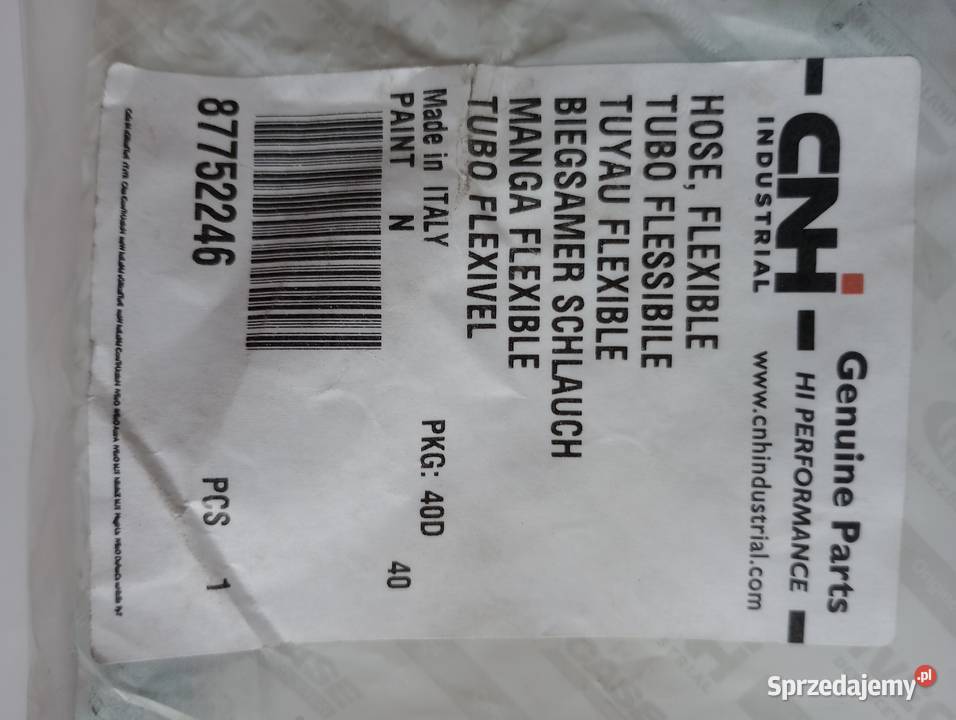 CNH
INDUSTRIAL
Genuine Parts
HI PERFORMANCE
www.cnhindustrial.com
HOSE, FLEXIBLE
TUBO FLESSIBILE
TUYAU FLEXIBLE
BIEGSAMER SCHLAUCH
MANGA FLEXIBLE
TUBO FLEXIVEL
Made in ITALY PKG: 40D
PAINT N 40
87752246 PCS 1
Sprzedajemy.pl